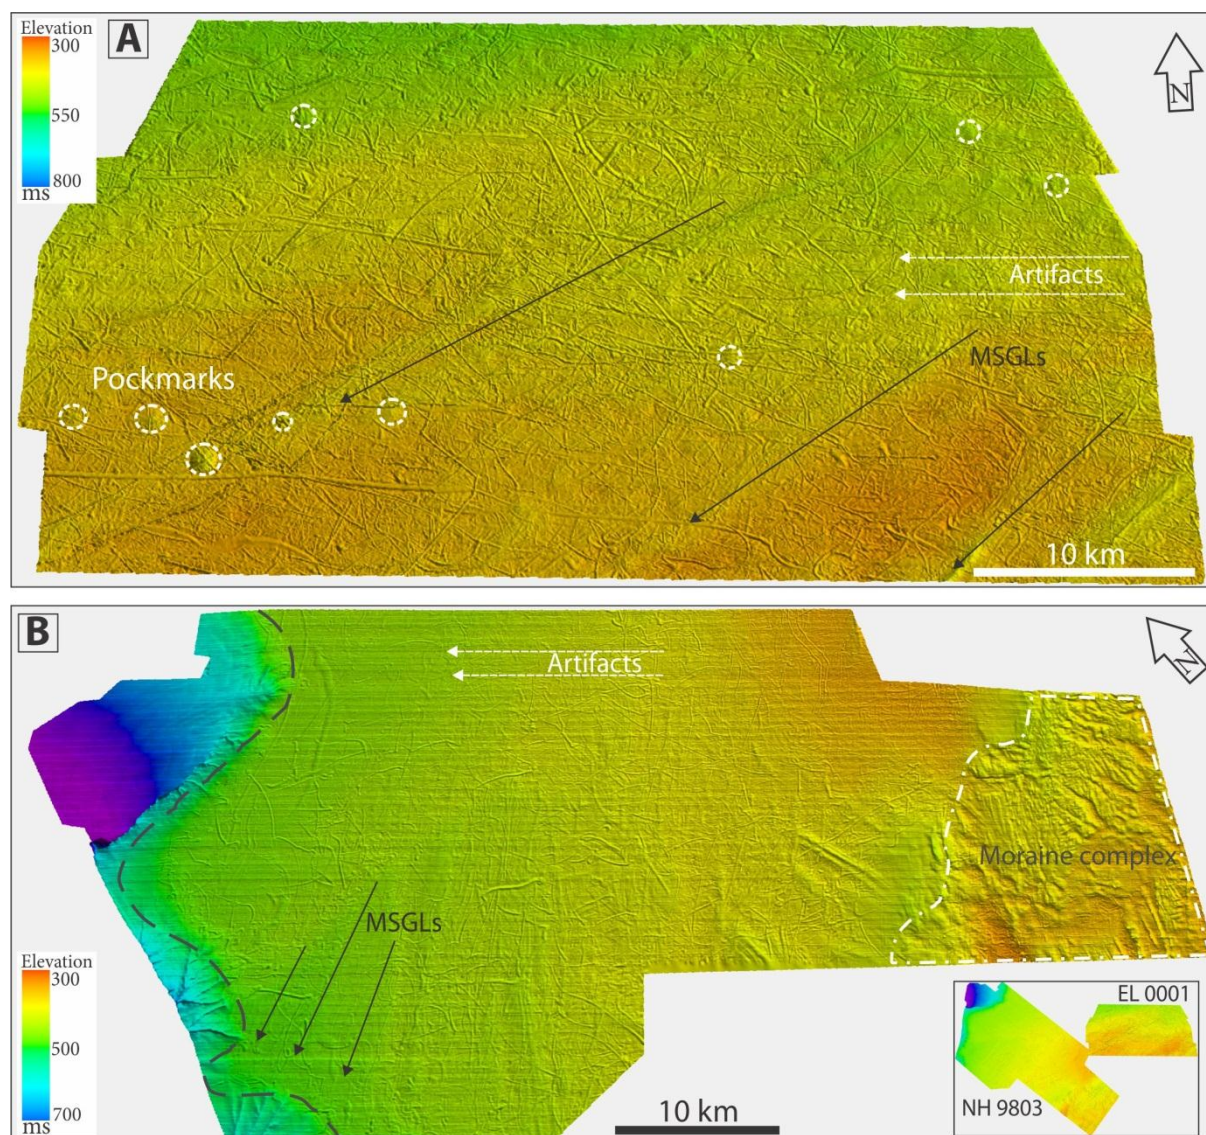 Elevation
300
550
800
ms
A
N
Artifacts
MSGLs
Pockmarks
10 km
B
N
Artifacts
Moraine complex
MSGLs
Elevation
300
500
700
ms
10 km
EL 0001
NH 9803